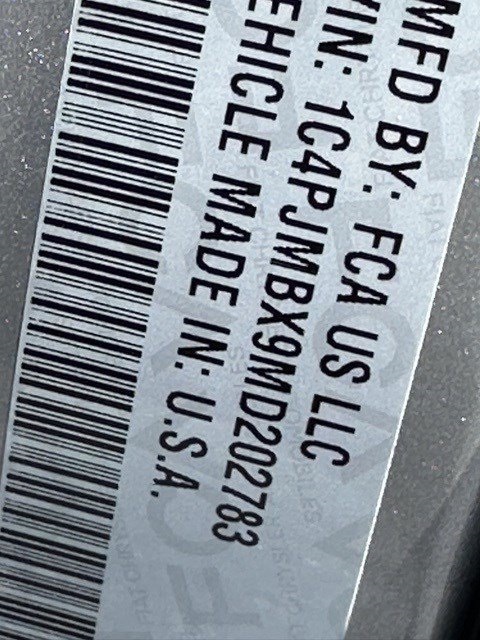 MFD BY: FCA US LLC
VIN: 1C4PJMBX9MD202783
VEHICLE MADE IN: U.S.A.